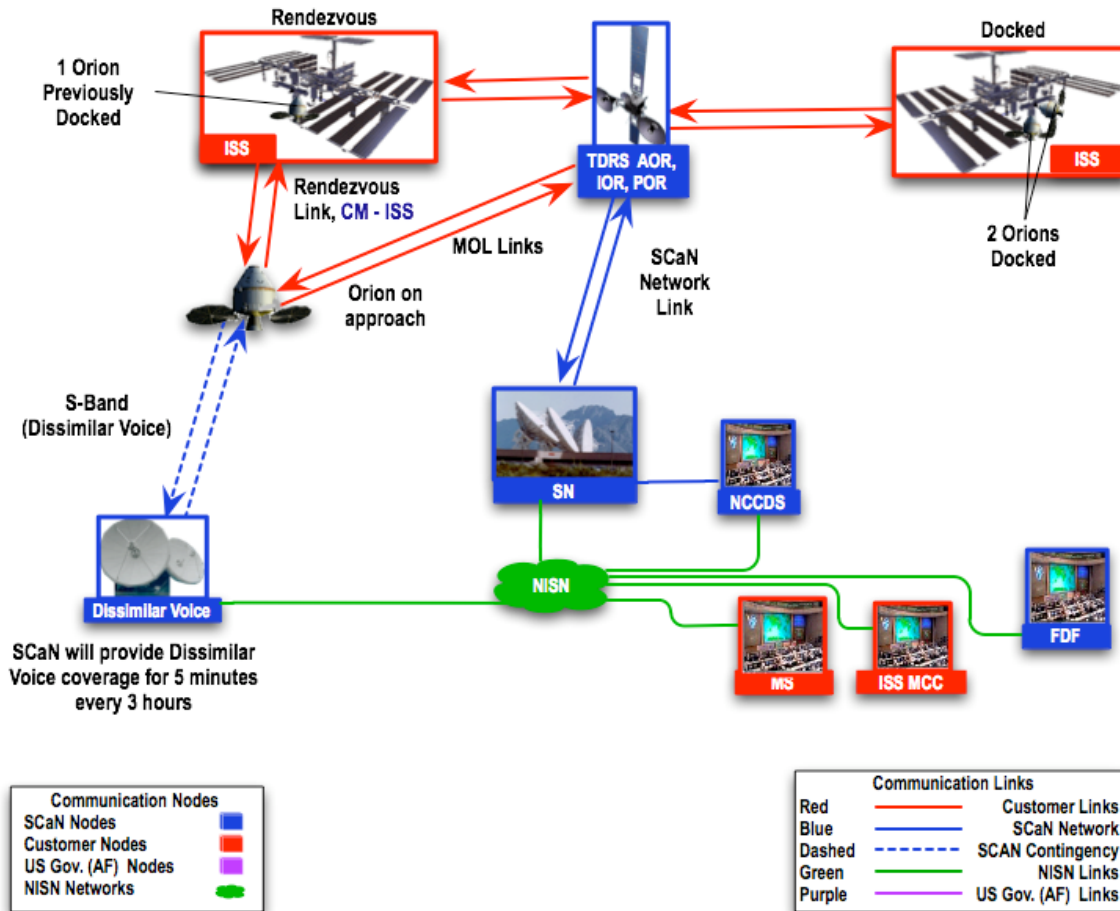 Rendezvous
Docked
1 Orion
Previously
Docked
ISS
TDRS AOR,
IOR, POR
ISS
Rendezvous
Link, CM - ISS
MOL Links
2 Orions
Docked
SCaN
Network
Link
Orion on
approach
S-Band
(Dissimilar Voice)
SN
NCCDS
NISN
Dissimilar Voice
FDF
MS
ISS MCC
SCaN will provide Dissimilar
Voice coverage for 5 minutes
every 3 hours
Communication Nodes
SCaN Nodes
Customer Nodes
US Gov. (AF) Nodes
NISN Networks
Communication Links
Red Customer Links
Blue SCaN Network
Dashed SCAN Contingency
Green NISN Links
Purple US Gov. (AF) Links